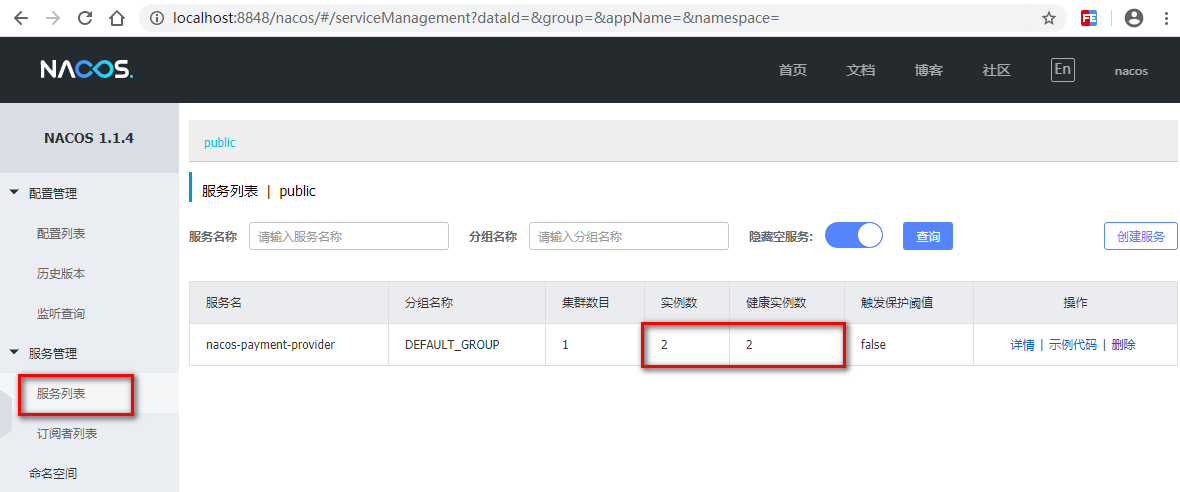 localhost:8848/nacos/#/serviceManagement?dataId=&group=&appName=&namespace=
FE
NACOS.
首页 文档 博客 社区 En nacos
NACOS 1.1.4
配置管理
配置列表
历史版本
监听查询
服务管理
服务列表
订阅者列表
命名空间
public
服务列表 | public
服务名称 请输入服务名称 分组名称 请输入分组名称 隐藏空服务: 查询 创建服务
服务名 分组名称 集群数目 实例数 健康实例数 触发保护阈值 操作
nacos-payment-provider DEFAULT_GROUP 1 2 2 false 详情 | 示例代码 | 删除